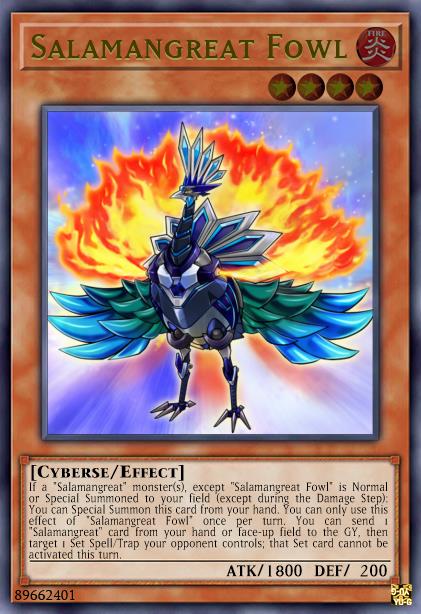 SALAMANGREAT FOWL
FIRE
炎
[CYBERSE/EFFECT]
If a "Salamangreat" monster(s), except "Salamangreat Fowl" is Normal
or Special Summoned to your field (except during the Damage Step):
You can Special Summon this card from your hand. You can only use this
effect of "Salamangreat Fowl" once per turn. You can send 1
"Salamangreat" card from your hand or face-up field to the GY, then
target 1 Set Spell/Trap your opponent controls; that Set card cannot be
activated this turn.
ATK/1800 DEF/ 200
89662401